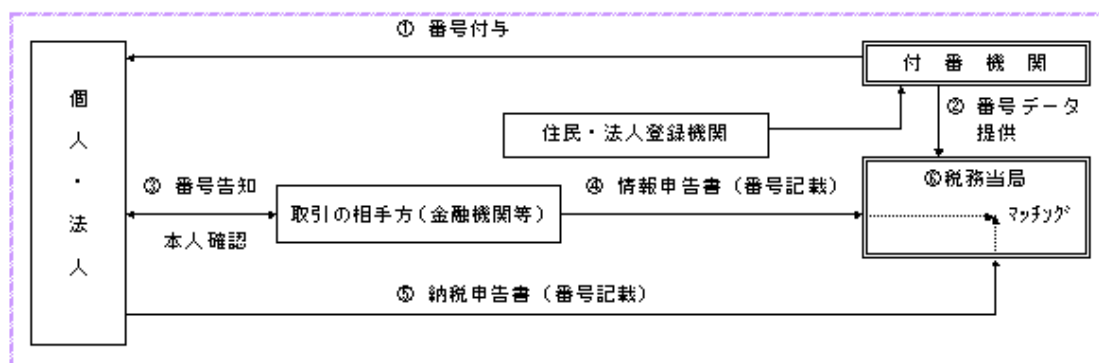 ① 番号付与
個人・法人
付番機関
② 番号データ
提供
住民・法人登録機関
③ 番号告知
本人確認
取引の相手方(金融機関等)
④ 情報申告書(番号記載)
⑥税務当局
マッチング
⑤ 納税申告書(番号記載)